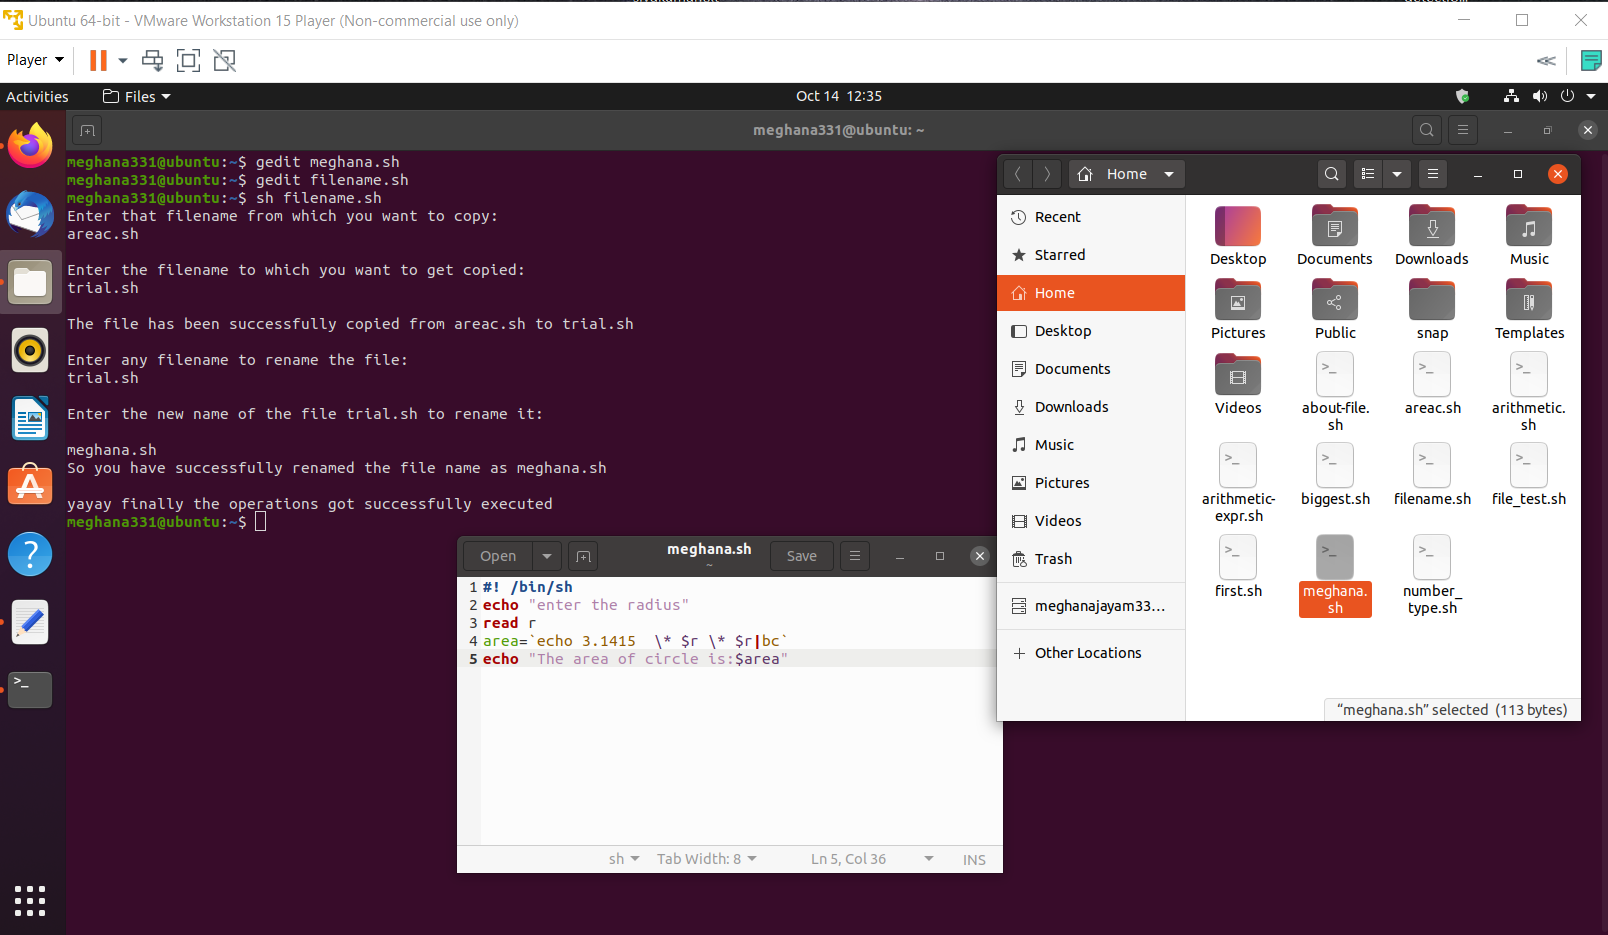 Ubuntu 64-bit - VMware Workstation 15 Player (Non-commercial use only)
Player
Activities
Files
Oct 14 12:35
meghana331@ubuntu: ~
meghana331@ubuntu:~$ gedit meghana.sh
meghana331@ubuntu:~$ gedit filename.sh
meghana331@ubuntu:~$ sh filename.sh
Enter that filename from which you want to copy:
areac.sh
Enter the filename to which you want to get copied:
trial.sh
The file has been successfully copied from areac.sh to trial.sh
Enter any filename to rename the file:
trial.sh
Enter the new name of the file trial.sh to rename it:
meghana.sh
So you have successfully renamed the file name as meghana.sh
yayay finally the operations got successfully executed
meghana331@ubuntu:~$
Open
meghana.sh
~
Save
1 #! /bin/sh
2 echo "enter the radius"
3 read r
4 area=`echo 3.1415  \* $r \* $r|bc`
5 echo "The area of circle is:$area"
sh
Tab Width: 8
Ln 5, Col 36
INS
Home
Recent
Starred
Home
Desktop
Documents
Downloads
Music
Pictures
Videos
Trash
meghanajayam33...
Other Locations
Desktop
Documents
Downloads
Music
Pictures
Public
snap
Templates
Videos
about-file.
sh
areac.sh
arithmetic.
sh
arithmetic-
expr.sh
biggest.sh
filename.sh
file_test.sh
first.sh
meghana.
sh
number_
type.sh
"meghana.sh" selected (113 bytes)